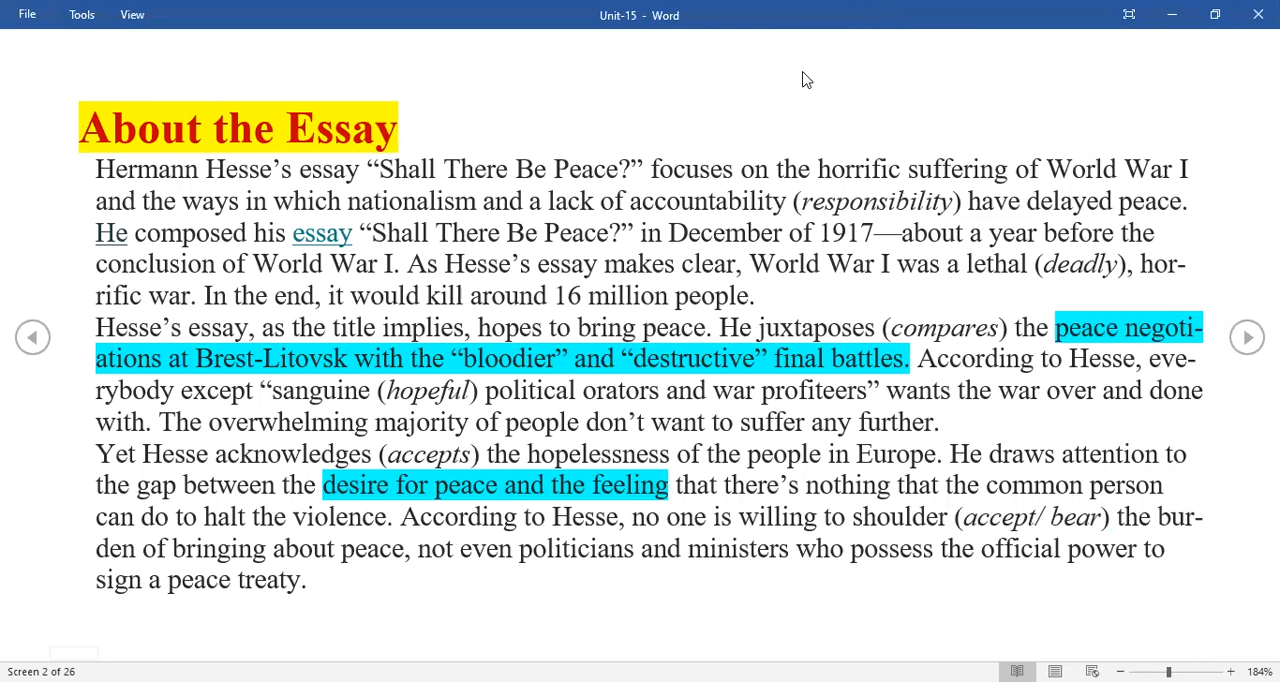 File Tools View Unit-15 - Word
About the Essay
Hermann Hesse’s essay “Shall There Be Peace?” focuses on the horrific suffering of World War I
and the ways in which nationalism and a lack of accountability (responsibility) have delayed peace.
He composed his essay “Shall There Be Peace?” in December of 1917—about a year before the
conclusion of World War I. As Hesse’s essay makes clear, World War I was a lethal (deadly), hor-
rific war. In the end, it would kill around 16 million people.
Hesse’s essay, as the title implies, hopes to bring peace. He juxtaposes (compares) the peace negoti-
ations at Brest-Litovsk with the “bloodier” and “destructive” final battles. According to Hesse, eve-
rybody except “sanguine (hopeful) political orators and war profiteers” wants the war over and done
with. The overwhelming majority of people don’t want to suffer any further.
Yet Hesse acknowledges (accepts) the hopelessness of the people in Europe. He draws attention to
the gap between the desire for peace and the feeling that there’s nothing that the common person
can do to halt the violence. According to Hesse, no one is willing to shoulder (accept/ bear) the bur-
den of bringing about peace, not even politicians and ministers who possess the official power to
sign a peace treaty.
Screen 2 of 26 184%